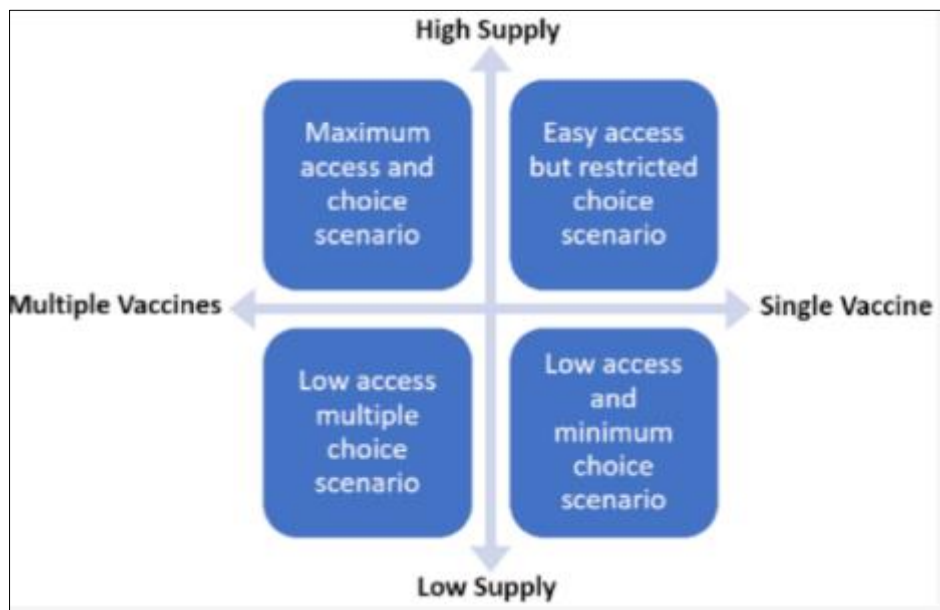 High Supply
Maximum
access and
choice
scenario
Easy access
but restricted
choice
scenario
Multiple Vaccines
Single Vaccine
Low access
multiple
choice
scenario
Low access
and
minimum
choice
scenario
Low Supply